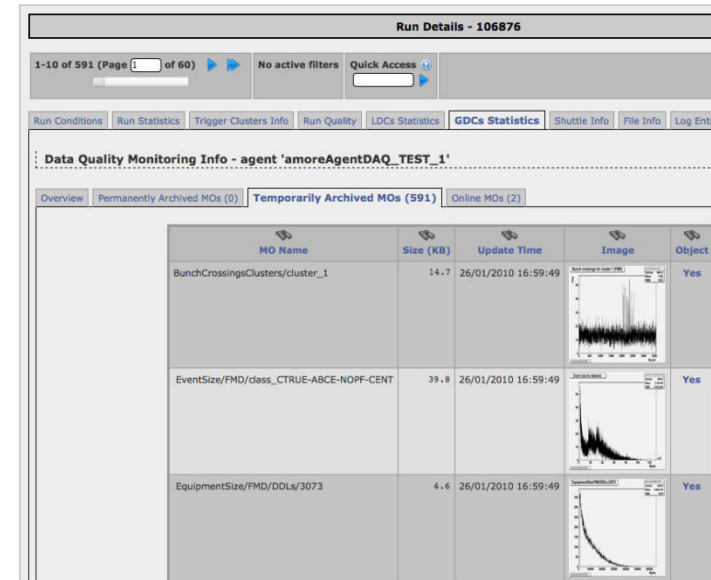 Run Details - 106876
1-10 of 591 (Page 1 of 60) No active filters Quick Access
Run Conditions Run Statistics Trigger Clusters Info Run Quality LDCs Statistics GDCs Statistics Shuttle Info File Info Log Ent
Data Quality Monitoring Info - agent 'amoreAgentDAQ_TEST_1'
Overview Permanently Archived MOs (0) Temporarily Archived MOs (591) Online MOs (2)
MO Name Size (KB) Update Time Image Object
BunchCrossingsClusters/cluster_1 14.7 26/01/2010 16:59:49 Yes
EventSize/FMD/class_CTRUE-ABCE-NOPF-CENT 39.8 26/01/2010 16:59:49 Yes
EquipmentSize/FMD/DDLs/3073 4.6 26/01/2010 16:59:49 Yes